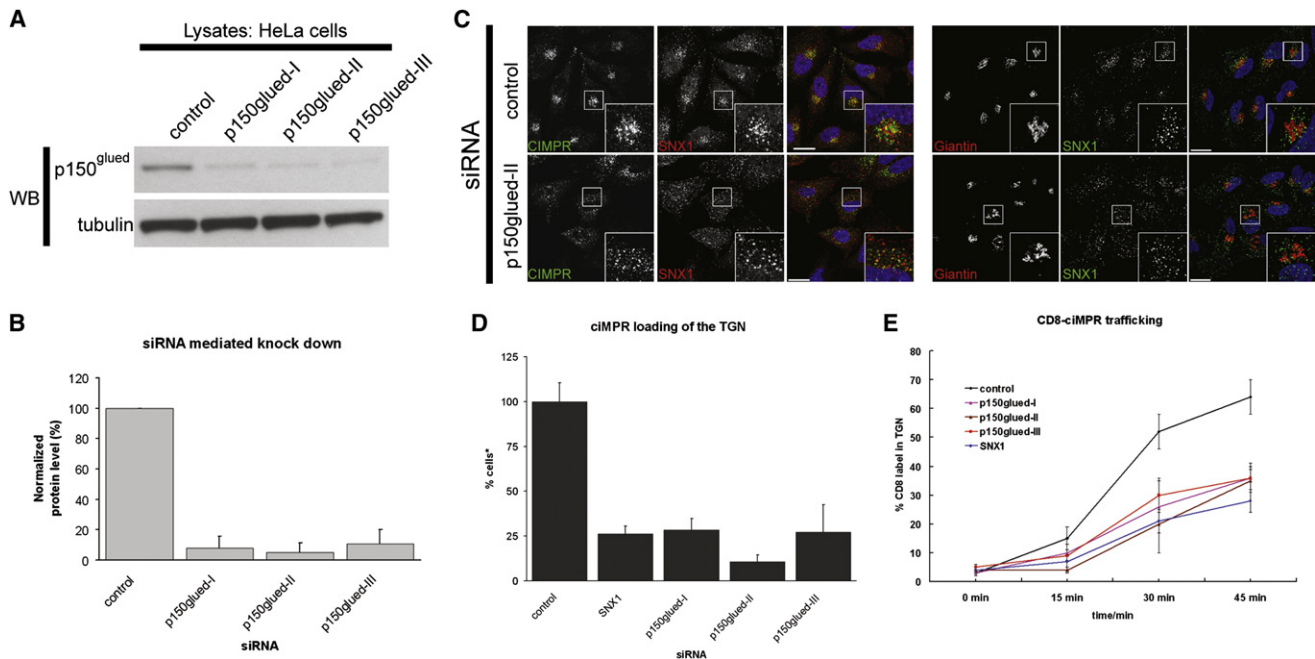 A
Lysates: HeLa cells
control
p150glued-I
p150glued-II
p150glued-III
WB
p150glued
tubulin
B
siRNA mediated knock down
Normalized
protein level (%)
120
100
80
60
40
20
0
control
p150glued-I
p150glued-II
p150glued-III
siRNA
C
siRNA
control
p150glued-II
CIMPR
SNX1
Giantin
SNX1
CIMPR
SNX1
Giantin
SNX1
D
ciMPR loading of the TGN
% cells*
125
100
75
50
25
0
control
SNX1
p150glued-I
p150glued-II
p150glued-III
siRNA
E
CD8-ciMPR trafficking
% CD8 label in TGN
80
70
60
50
40
30
20
10
0
control
p150glued-I
p150glued-II
p150glued-III
SNX1
0 min
15 min
30 min
45 min
time/min